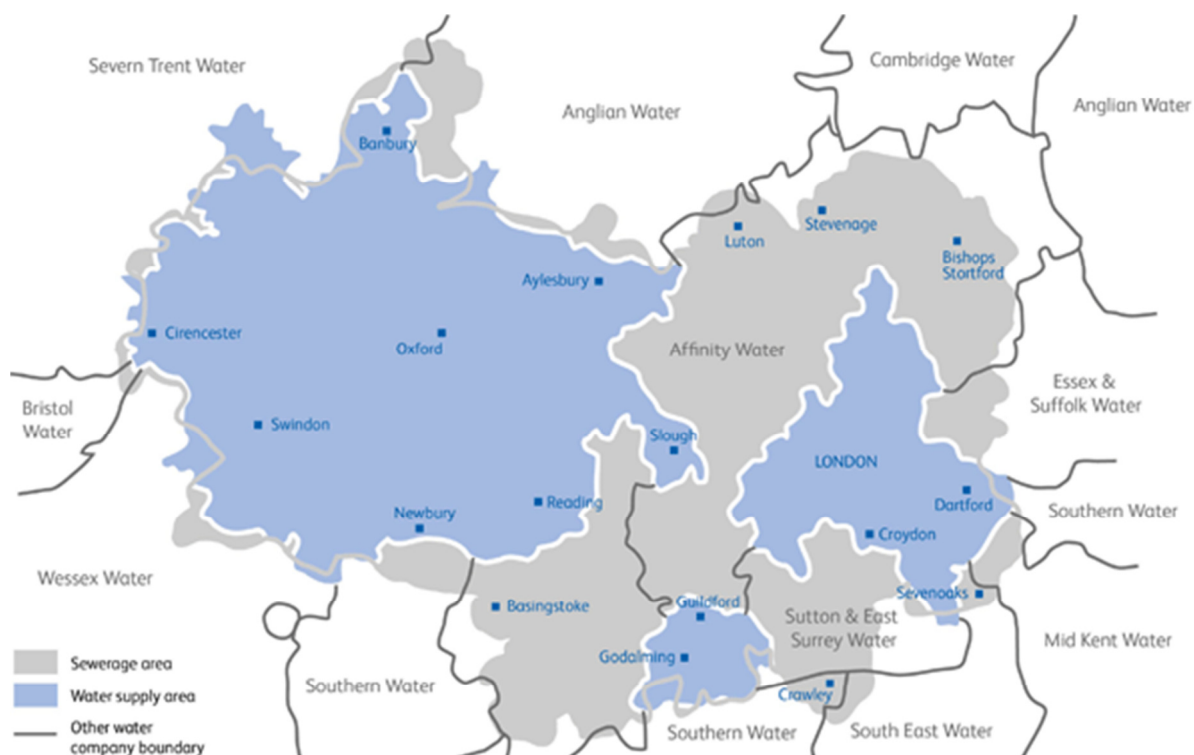 Severn Trent Water
Cambridge Water
Anglian Water
Anglian Water
Banbury
Stevenage
Luton
Bishops
Stortford
Aylesbury
Cirencester
Oxford
Affinity Water
Bristol
Water
Essex &
Suffolk Water
Swindon
Slough
LONDON
Reading
Dartford
Newbury
Southern Water
Croydon
Wessex Water
Basingstoke
Guildford
Sevenoaks
Sutton & East
Surrey Water
Mid Kent Water
Godalming
Sewerage area
Water supply area
Other water
company boundary
Southern Water
Crawley
Southern Water
South East Water